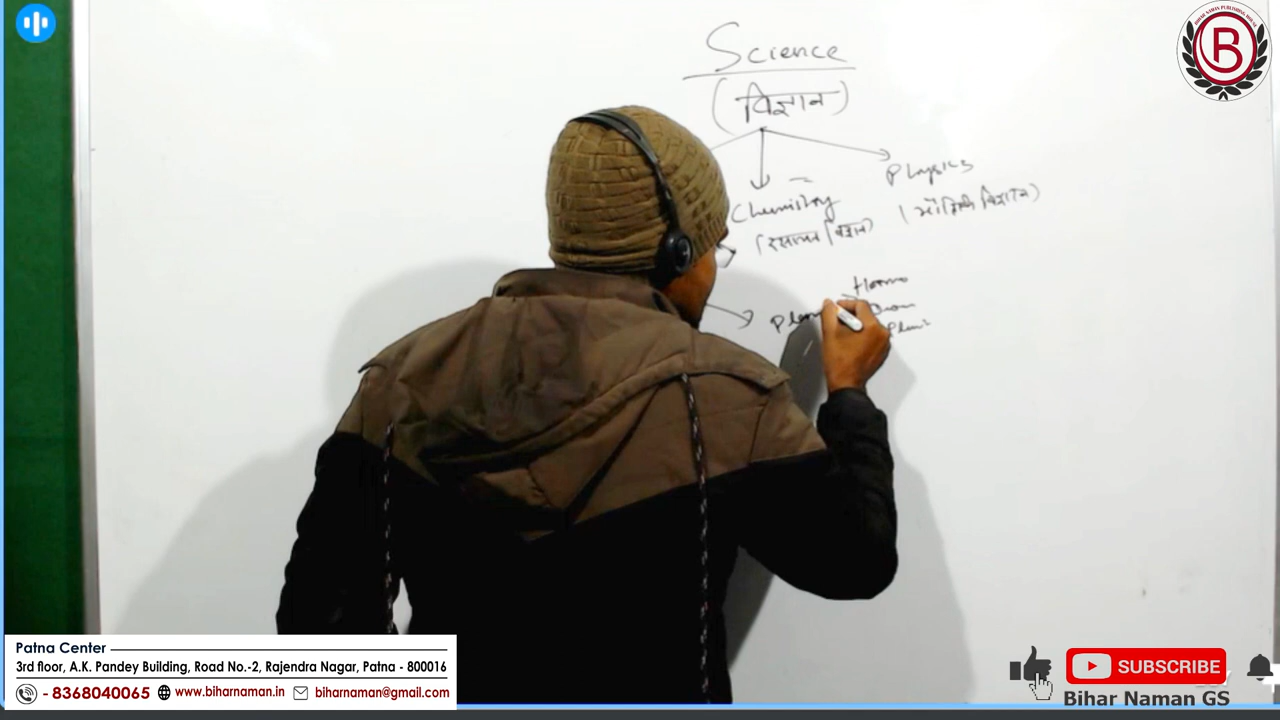 Science
(विज्ञान)
Physics
(भौतिक विज्ञान)
Chemistry
(रसायन विज्ञान)
B
Patna Center
3rd floor, A.K. Pandey Building, Road No.-2, Rajendra Nagar, Patna - 800016
- 8368040065 www.biharnaman.in biharnaman@gmail.com
SUBSCRIBE
Bihar Naman GS